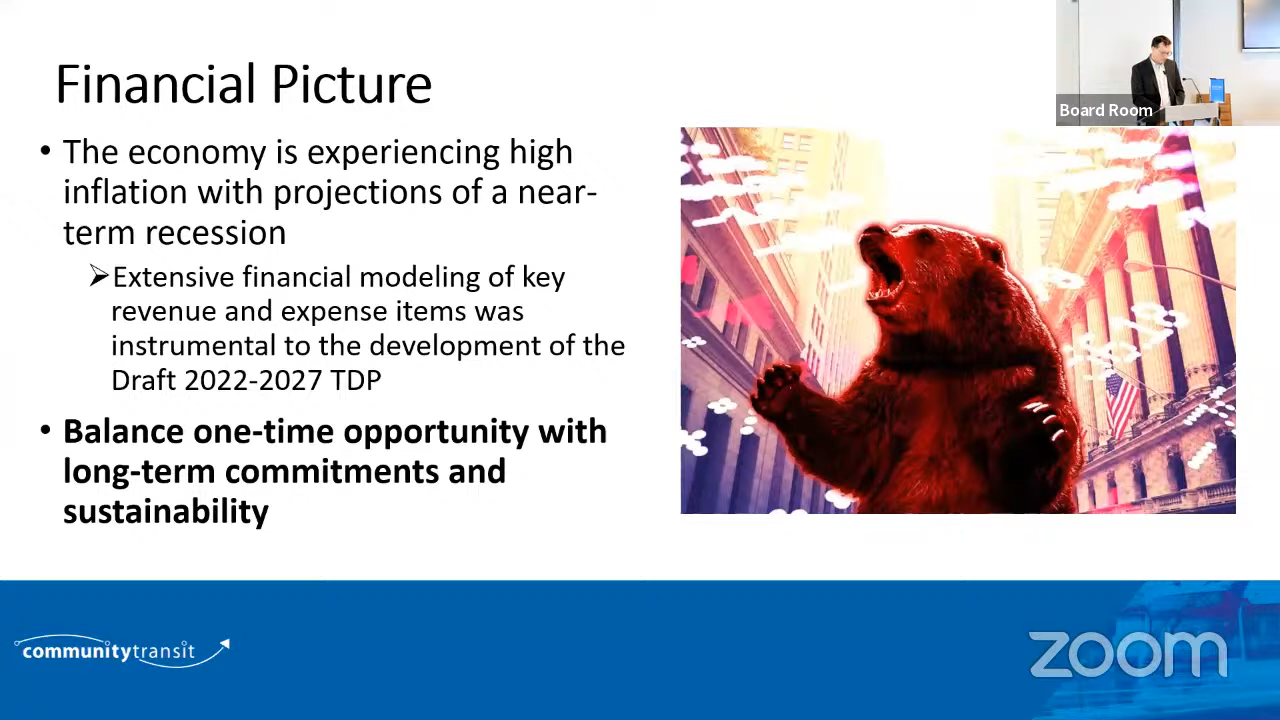 Financial Picture
Board Room
• The economy is experiencing high
inflation with projections of a near-
term recession
➢Extensive financial modeling of key
revenue and expense items was
instrumental to the development of the
Draft 2022-2027 TDP
• Balance one-time opportunity with
long-term commitments and
sustainability
communitytransit
zoom